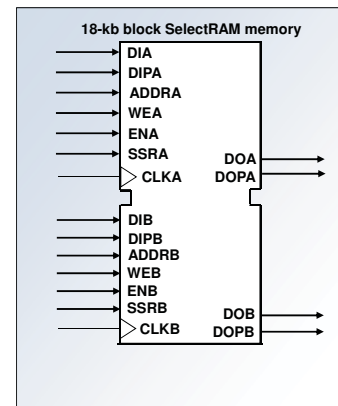 18-kb block SelectRAM memory
DIA
DIPA
ADDRA
WEA
ENA
SSRA
DOA
CLKA
DOPA
DIB
DIPB
ADDRB
WEB
ENB
SSRB
DOB
CLKB
DOPB